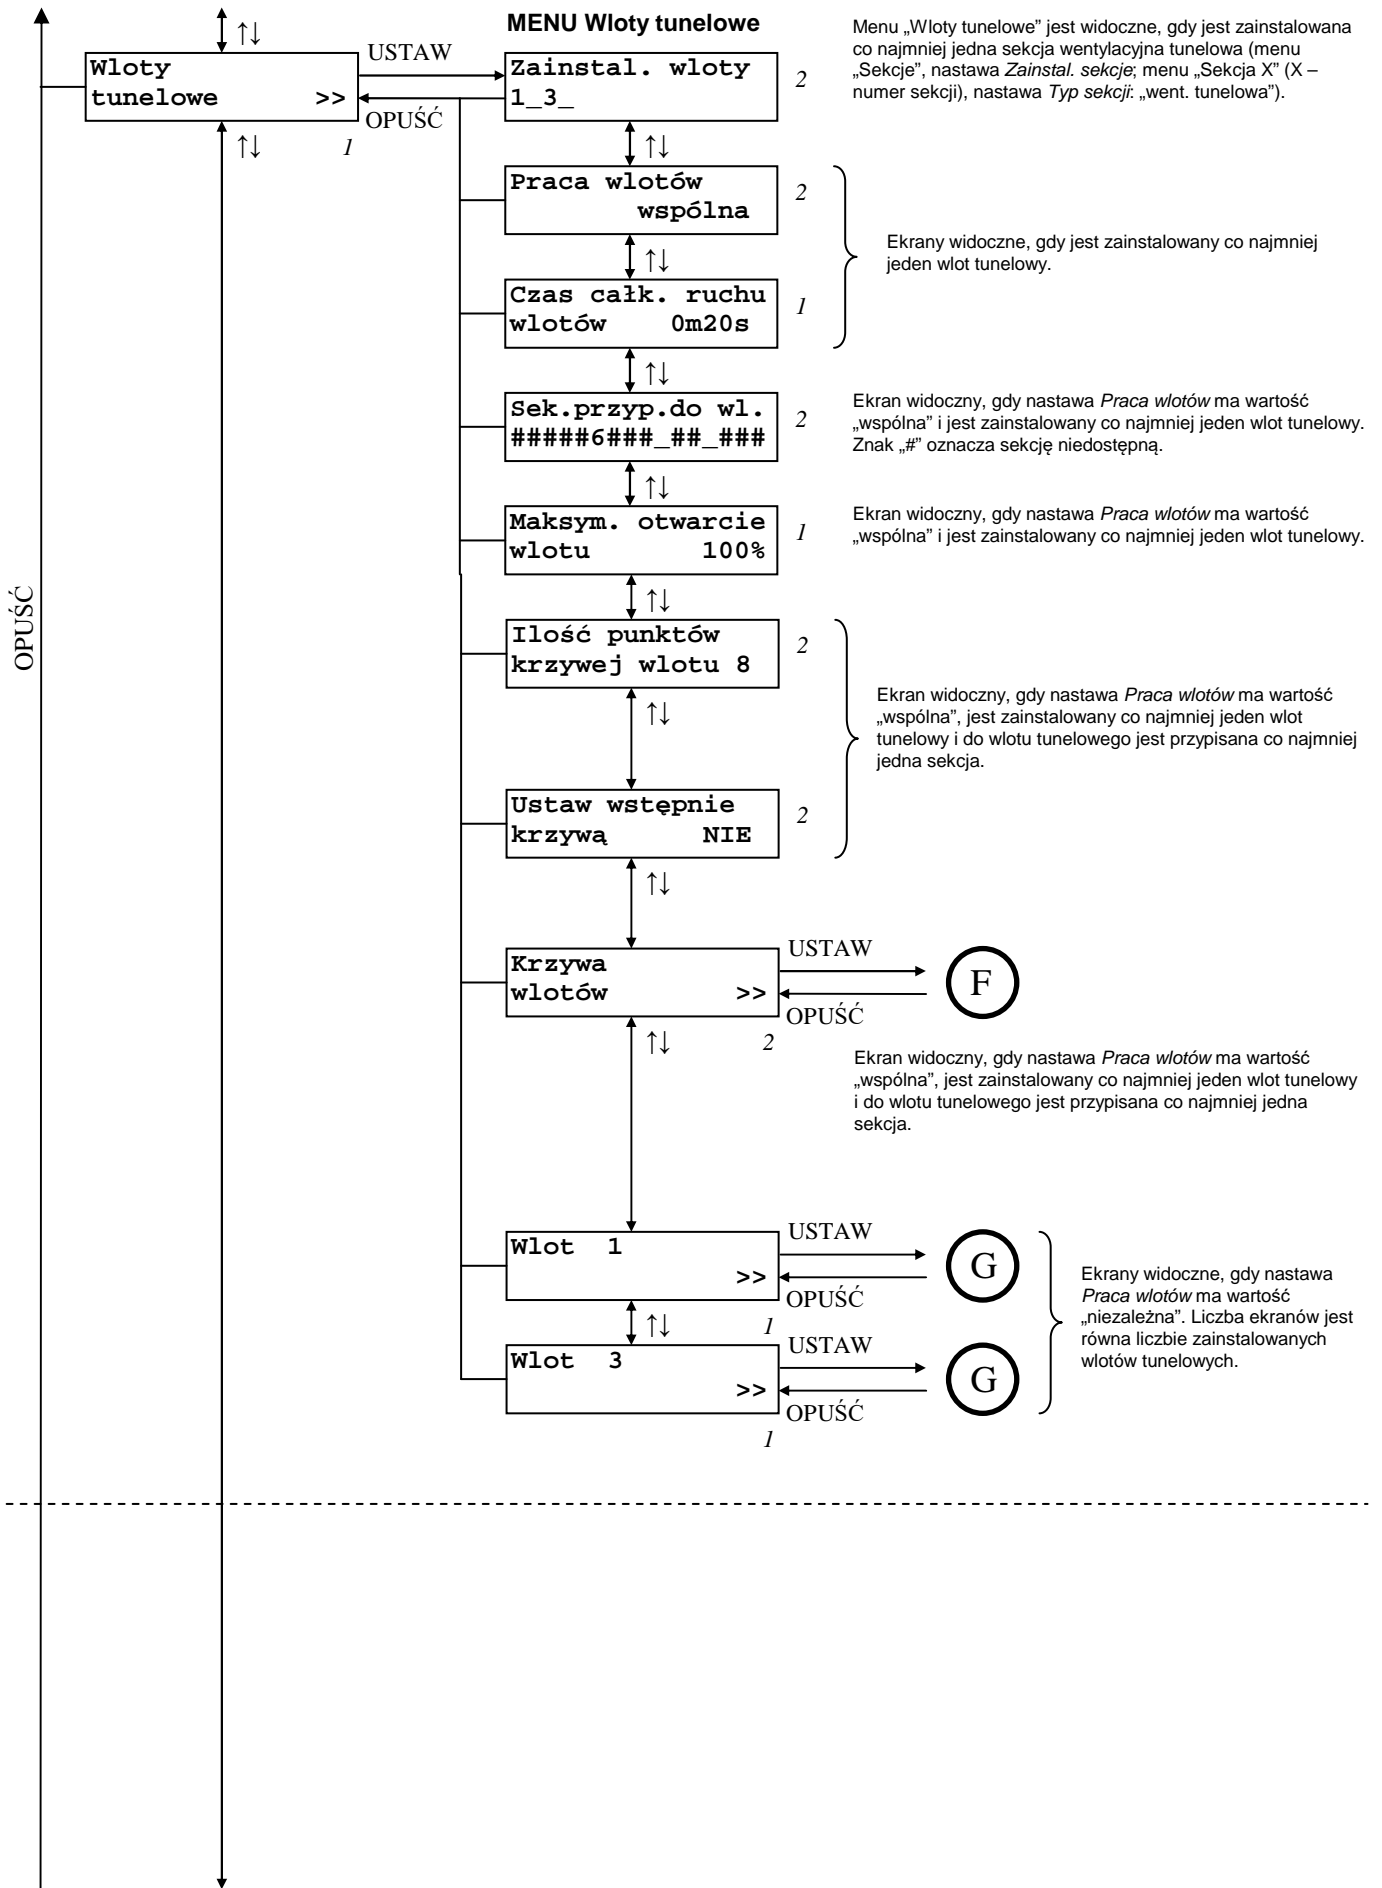 MENU Wloty tunelowe
↑↓
Wloty
tunelowe >>
USTAW
OPUŚĆ
↑↓
1
Zainstal. wloty
1_3_
2
Menu „Wloty tunelowe” jest widoczne, gdy jest zainstalowana
co najmniej jedna sekcja wentylacyjna tunelowa (menu
„Sekcje”, nastawa Zainstal. sekcje; menu „Sekcja X” (X –
numer sekcji), nastawa Typ sekcji: „went. tunelowa”).
↑↓
Praca wlotów
wspólna
2
↑↓
Ekrany widoczne, gdy jest zainstalowany co najmniej
jeden wlot tunelowy.
Czas całk. ruchu
wlotów 0m20s
1
↑↓
Sek.przyp.do wl.
#####6###_##_###
2
Ekran widoczny, gdy nastawa Praca wlotów ma wartość
„wspólna” i jest zainstalowany co najmniej jeden wlot tunelowy.
Znak „#” oznacza sekcję niedostępną.
↑↓
Maksym. otwarcie
wlotu 100%
1
Ekran widoczny, gdy nastawa Praca wlotów ma wartość
„wspólna” i jest zainstalowany co najmniej jeden wlot tunelowy.
↑↓
OPUŚĆ
Ilość punktów
krzywej wlotu 8
2
↑↓
Ekran widoczny, gdy nastawa Praca wlotów ma wartość
„wspólna”, jest zainstalowany co najmniej jeden wlot
tunelowy i do wlotu tunelowego jest przypisana co najmniej
jedna sekcja.
Ustaw wstępnie
krzywą NIE
2
↑↓
Krzywa
wlotów >>
USTAW
OPUŚĆ
F
↑↓
2
Ekran widoczny, gdy nastawa Praca wlotów ma wartość
„wspólna”, jest zainstalowany co najmniej jeden wlot tunelowy
i do wlotu tunelowego jest przypisana co najmniej jedna
sekcja.
Wlot 1
>>
USTAW
OPUŚĆ
G
1
↑↓
Ekrany widoczne, gdy nastawa
Praca wlotów ma wartość
„niezależna”. Liczba ekranów jest
równa liczbie zainstalowanych
wlotów tunelowych.
Wlot 3
>>
USTAW
OPUŚĆ
G
1